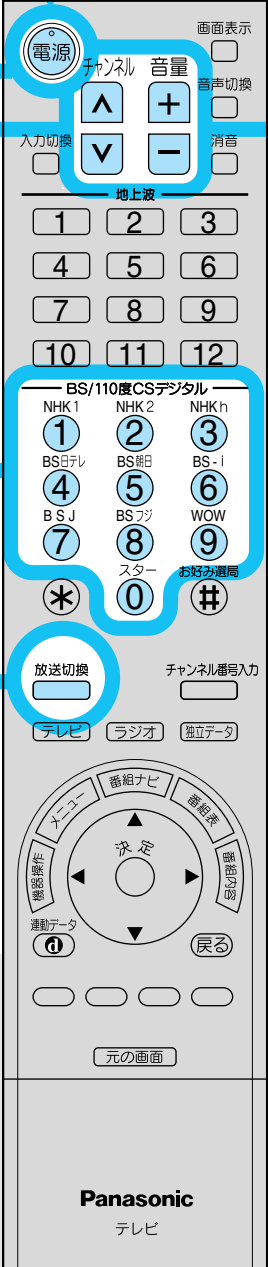 画面表示
電源
チャンネル 音量
音声切換
入力切換
消音
地上波
1 2 3
4 5 6
7 8 9
10 11 12
BS/110度CSデジタル
NHK1 NHK2 NHKh
1 2 3
BS日テレ BS朝日 BS-i
4 5 6
BSJ BSフジ WOW
7 8 9
スター お好み選局
* 0 #
放送切換 チャンネル番号入力
テレビ ラジオ 独立データ
機器操作 メニュー 番組ナビ 番組表 番組内容
決定
連動データ
d 戻る
元の画面
Panasonic
テレビ